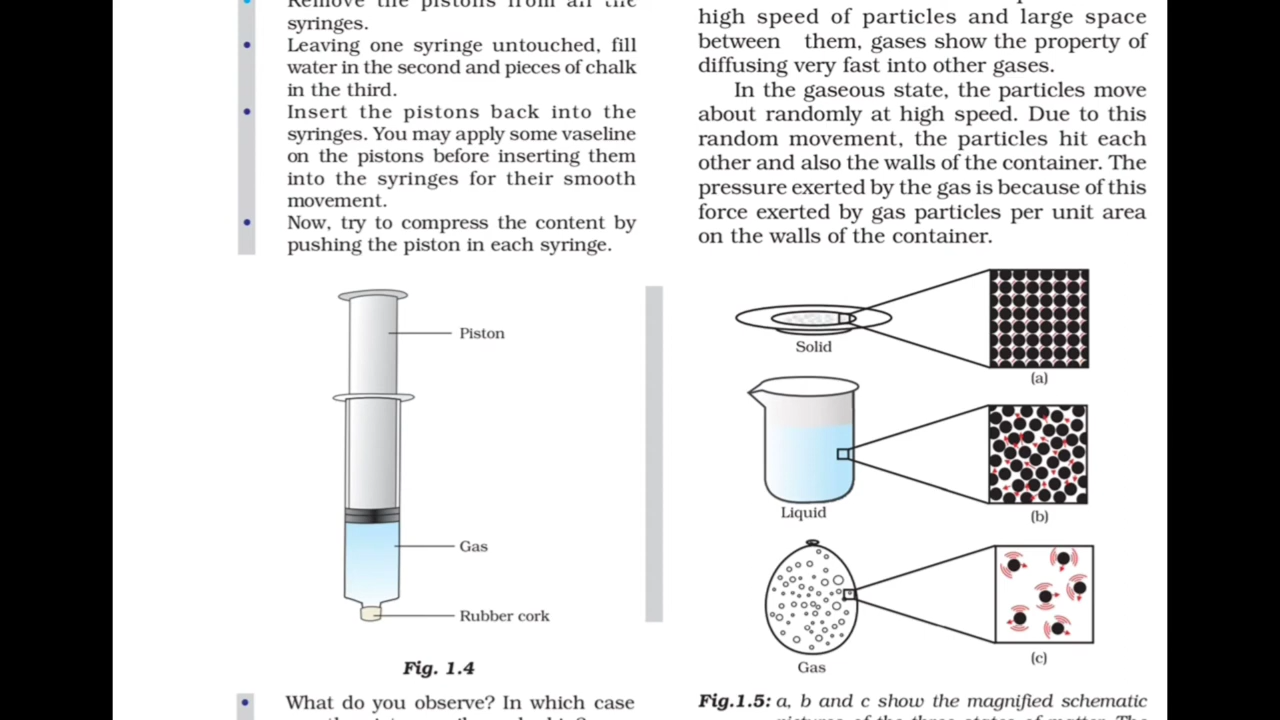 Remove the pistons from all the
syringes.
• Leaving one syringe untouched, fill
water in the second and pieces of chalk
in the third.
• Insert the pistons back into the
syringes. You may apply some vaseline
on the pistons before inserting them
into the syringes for their smooth
movement.
• Now, try to compress the content by
pushing the piston in each syringe.
Piston
Gas
Rubber cork
Fig. 1.4
• What do you observe? In which case
high speed of particles and large space
between them, gases show the property of
diffusing very fast into other gases.
In the gaseous state, the particles move
about randomly at high speed. Due to this
random movement, the particles hit each
other and also the walls of the container. The
pressure exerted by the gas is because of this
force exerted by gas particles per unit area
on the walls of the container.
Solid
(a)
Liquid
(b)
Gas
(c)
Fig.1.5: a, b and c show the magnified schematic